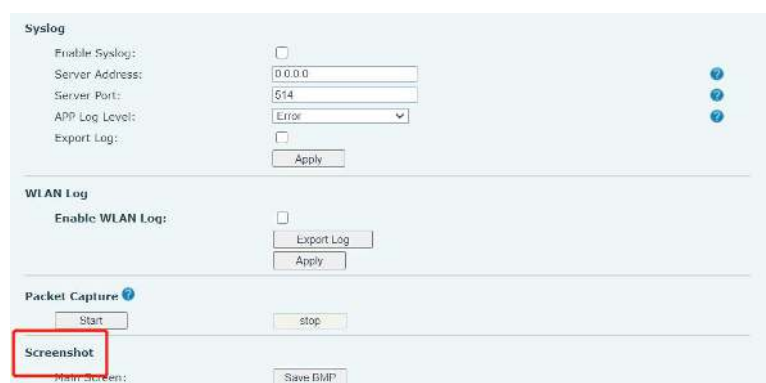 Syslog
Enable Syslog:
Server Address: 0.0.0.0
Server Port: 514
APP Log Level: Error
Export Log:
Apply
WLAN Log
Enable WLAN Log:
Export Log
Apply
Packet Capture
Start stop
Screenshot
Main Screen: Save BMP